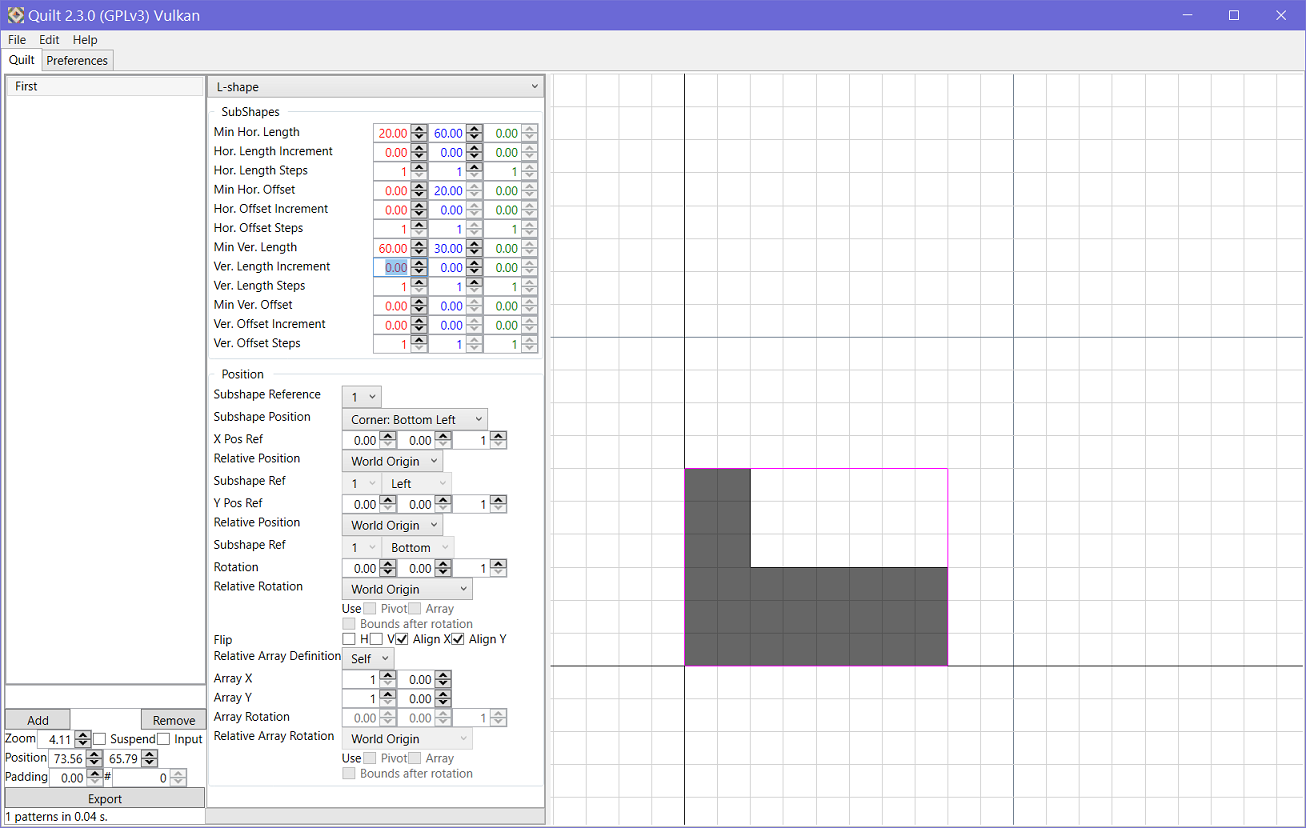 Quilt 2.3.0 (GPLv3) Vulkan
File Edit Help
Quilt Preferences
First
L-shape
SubShapes
Min Hor. Length 20.00 60.00 0.00
Hor. Length Increment 0.00 0.00 0.00
Hor. Length Steps 1 1 1
Min Hor. Offset 0.00 20.00 0.00
Hor. Offset Increment 0.00 0.00 0.00
Hor. Offset Steps 1 1 1
Min Ver. Length 60.00 30.00 0.00
Ver. Length Increment 0.00 0.00 0.00
Ver. Length Steps 1 1 1
Min Ver. Offset 0.00 0.00 0.00
Ver. Offset Increment 0.00 0.00 0.00
Ver. Offset Steps 1 1 1
Position
Subshape Reference 1
Subshape Position Corner: Bottom Left
X Pos Ref 0.00 0.00 1
Relative Position World Origin
Subshape Ref 1 Left
Y Pos Ref 0.00 0.00 1
Relative Position World Origin
Subshape Ref 1 Bottom
Rotation 0.00 0.00 1
Relative Rotation World Origin
Use Pivot Array
Bounds after rotation
Flip H V Align X Align Y
Relative Array Definition Self
Array X 1 0.00
Array Y 1 0.00
Array Rotation 0.00 0.00 1
Relative Array Rotation World Origin
Use Pivot Array
Bounds after rotation
Add Remove
Zoom 4.11 Suspend Input
Position 73.56 65.79
Padding 0.00 # 0
Export
1 patterns in 0.04 s.